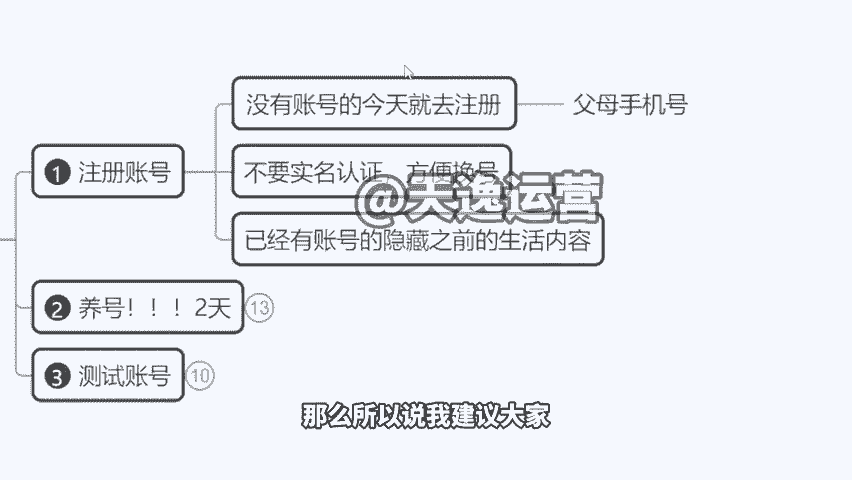 没有账号的今天就去注册
父母手机号
1 注册账号
不要实名认证，方便换号
@天逸运营
已经有账号的隐藏之前的生活内容
2 养号！！！2天
13
3 测试账号
10
那么所以说我建议大家